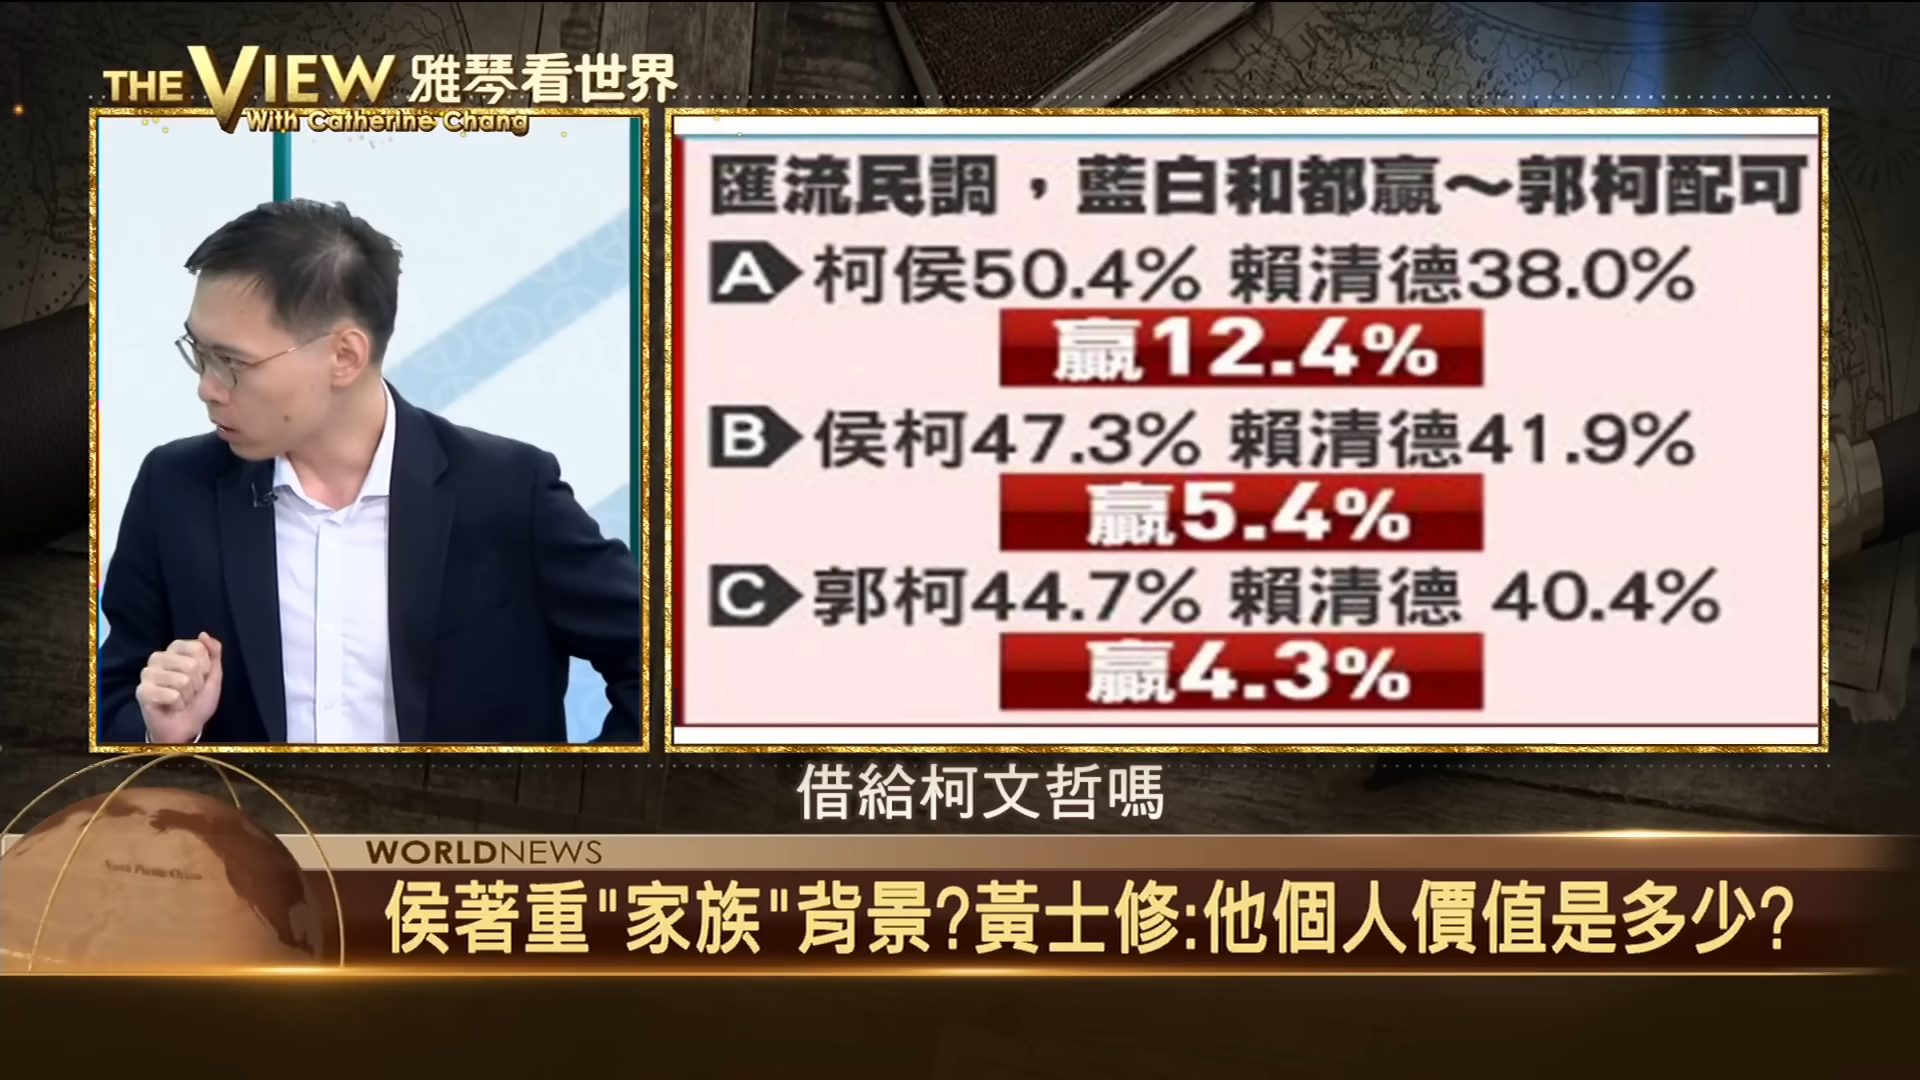 THE VIEW 雅琴看世界
With Catherine Chang
匯流民調，藍白和都贏～郭柯配可
A 柯侯50.4% 賴清德38.0%
贏12.4%
B 侯柯47.3% 賴清德41.9%
贏5.4%
C 郭柯44.7% 賴清德 40.4%
贏4.3%
借給柯文哲嗎
WORLDNEWS
North Pacific Ocean
侯著重"家族"背景?黃士修:他個人價值是多少?